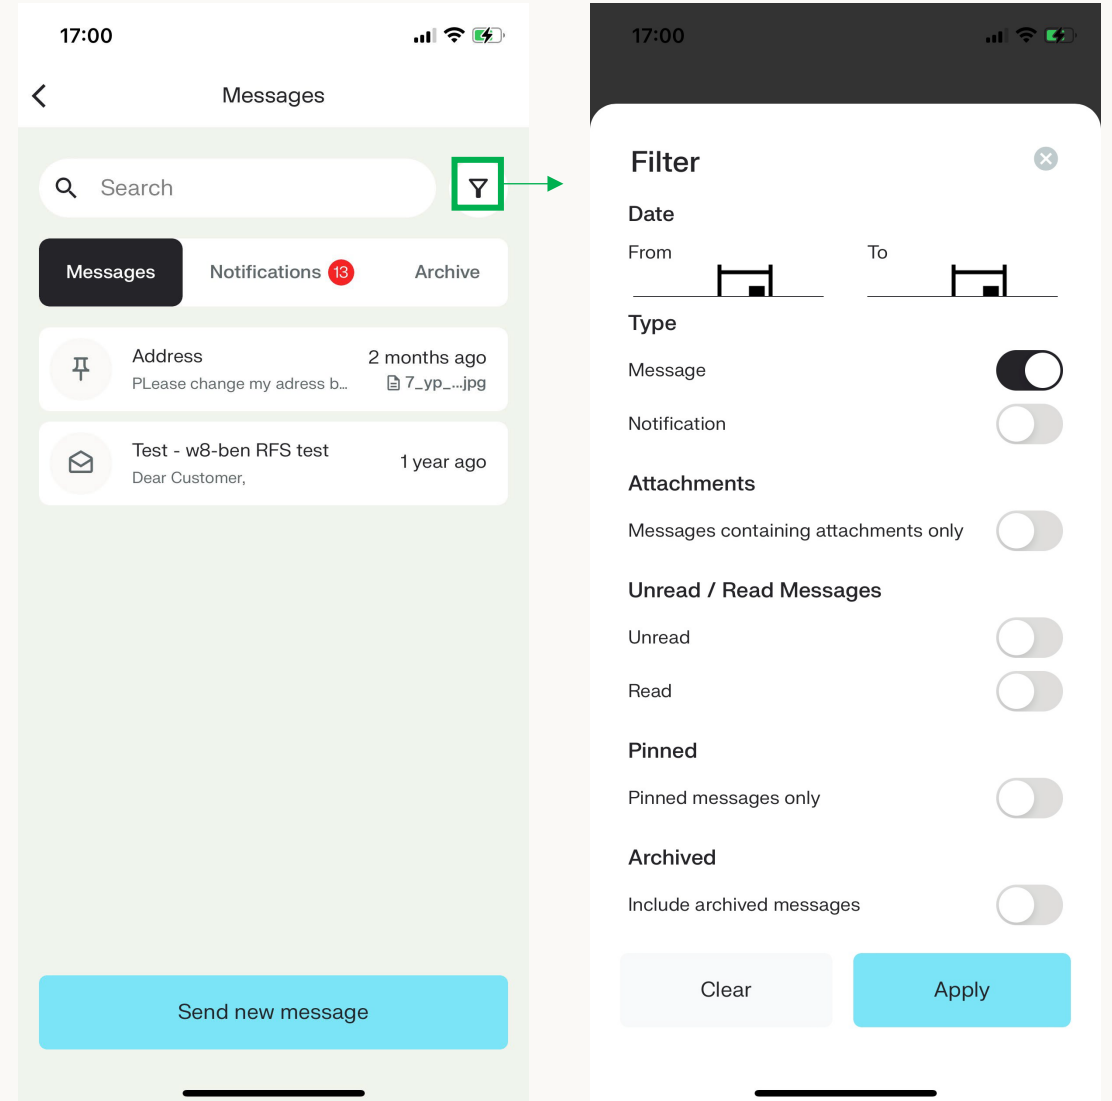 17:00
Messages
Search
Messages
Notifications 13
Archive
Address
2 months ago
PLease change my adress b...
7_yp_...jpg
Test - w8-ben RFS test
1 year ago
Dear Customer,
Send new message
17:00
Filter
Date
From
To
Type
Message
Notification
Attachments
Messages containing attachments only
Unread / Read Messages
Unread
Read
Pinned
Pinned messages only
Archived
Include archived messages
Clear
Apply